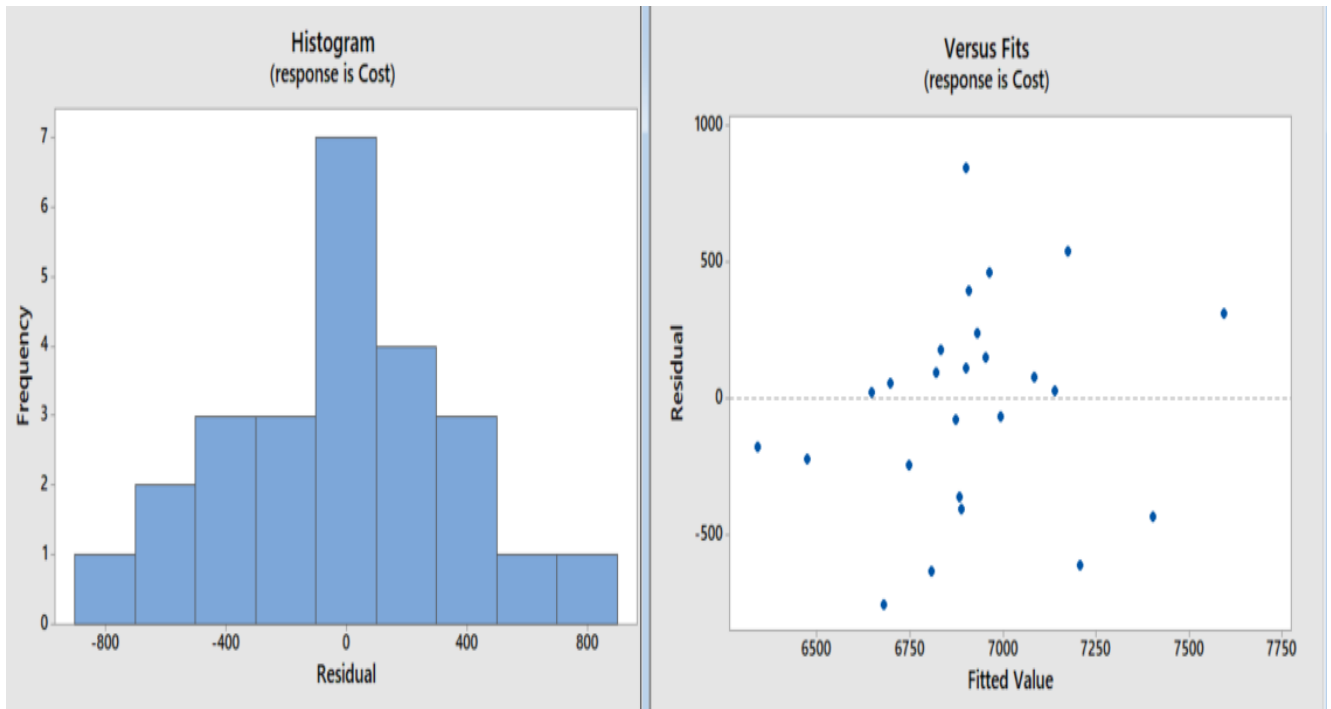 Histogram
(response is Cost)
7
6
5
4
3
2
1
0
Frequency
-800
-400
0
400
800
Residual
Versus Fits
(response is Cost)
1000
500
0
-500
Residual
6500
6750
7000
7250
7500
7750
Fitted Value